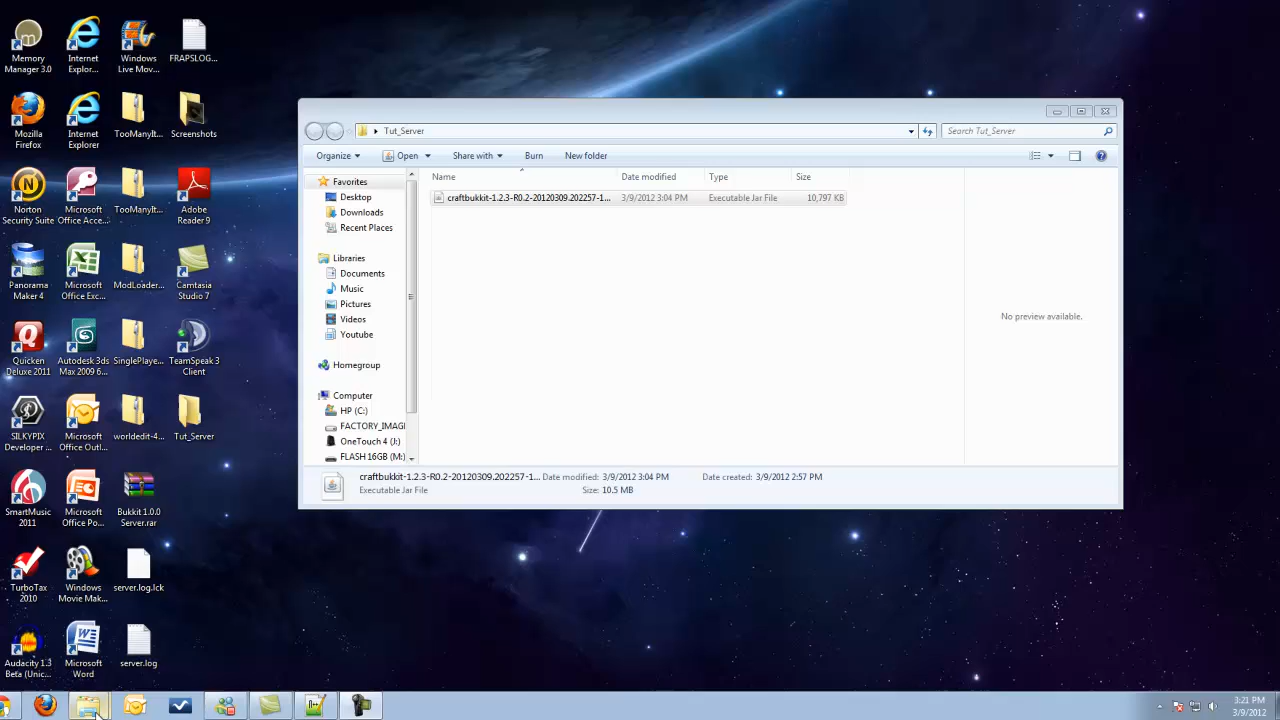 Memory
Manager 3.0
Internet
Explor...
Windows
Live Mov...
FRAPSLOG...
Mozilla
Firefox
Internet
Explorer
TooManyIt...
Screenshots
Norton
Security Suite
Microsoft
Office Acce...
TooManyIt...
Adobe
Reader 9
Panorama
Maker 4
Microsoft
Office Exc...
ModLoader...
Camtasia
Studio 7
Quicken
Deluxe 2011
Autodesk 3ds
Max 2009 6...
SinglePlaye...
TeamSpeak 3
Client
SILKYPIX
Developer ...
Microsoft
Office Outl...
worldedit-4...
Tut_Server
SmartMusic
2011
Microsoft
Office Po...
Bukkit 1.0.0
Server.rar
TurboTax
2010
Windows
Movie Mak...
server.log.lck
Audacity 1.3
Beta (Unic...
Microsoft
Word
server.log
Tut_Server
Search Tut_Server
Organize
Open
Share with
Burn
New folder
Name
Date modified
Type
Size
craftbukkit-1.2.3-R0.2-20120309.202257-1...
3/9/2012 3:04 PM
Executable Jar File
10,797 KB
Favorites
Desktop
Downloads
Recent Places
Libraries
Documents
Music
Pictures
Videos
Youtube
Homegroup
Computer
HP (C:)
FACTORY_IMAG
OneTouch 4 (J:)
FLASH 16GB (M:)
No preview available.
craftbukkit-1.2.3-R0.2-20120309.202257-1... Date modified: 3/9/2012 3:04 PM Date created: 3/9/2012 2:57 PM
Executable Jar File Size: 10.5 MB
3:21 PM
3/9/2012